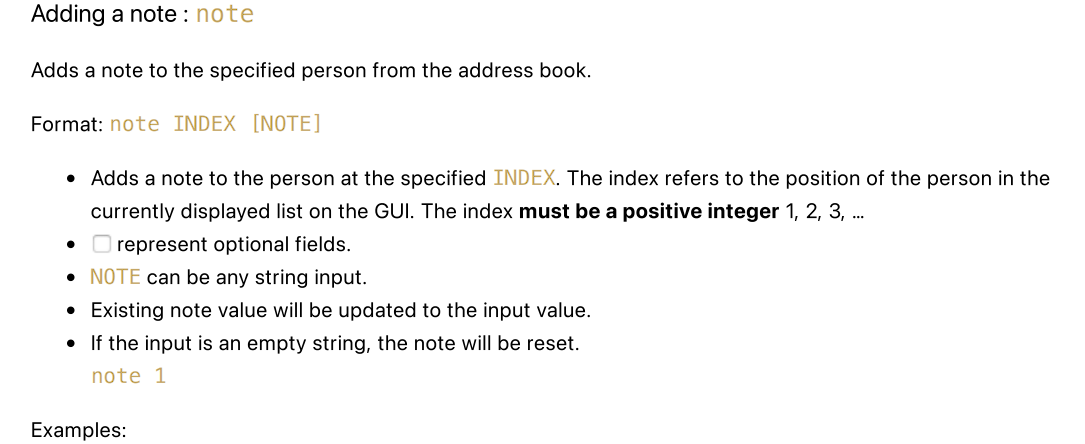 Adding a note : note
Adds a note to the specified person from the address book.
Format: note INDEX [NOTE]
• Adds a note to the person at the specified INDEX. The index refers to the position of the person in the
currently displayed list on the GUI. The index must be a positive integer 1, 2, 3, …
• represent optional fields.
• NOTE can be any string input.
• Existing note value will be updated to the input value.
• If the input is an empty string, the note will be reset.
note 1
Examples: